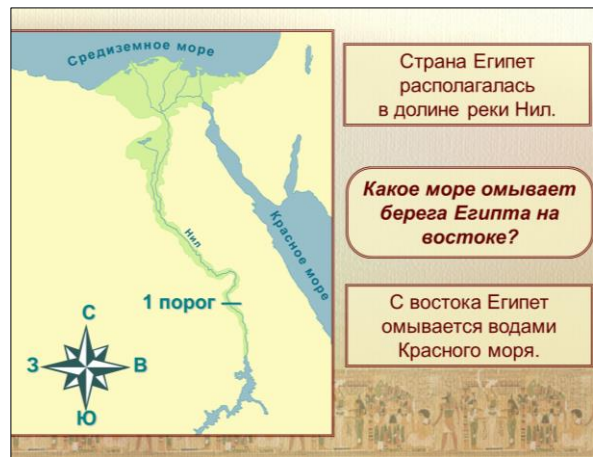 Средиземное море
Нил
Красное море
1 порог
С
З
В
Ю
Страна Египет
располагалась
в долине реки Нил.
Какое море омывает
берега Египта на
востоке?
С востока Египет
омывается водами
Красного моря.